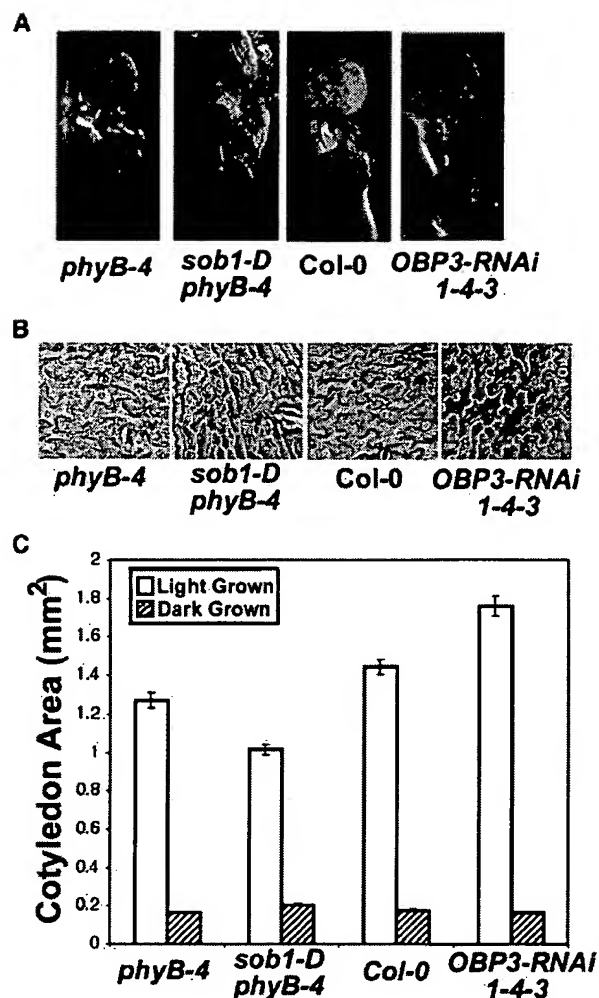 A
phyB-4
sob1-D
phyB-4
Col-0
OBP3-RNAi
1-4-3
B
phyB-4
sob1-D
phyB-4
Col-0
OBP3-RNAi
1-4-3
C
Cotyledon Area (mm²)
2
1.8
1.6
1.4
1.2
1
0.8
0.6
0.4
0.2
0
Light Grown
Dark Grown
phyB-4
sob1-D
phyB-4
Col-0
OBP3-RNAi
1-4-3